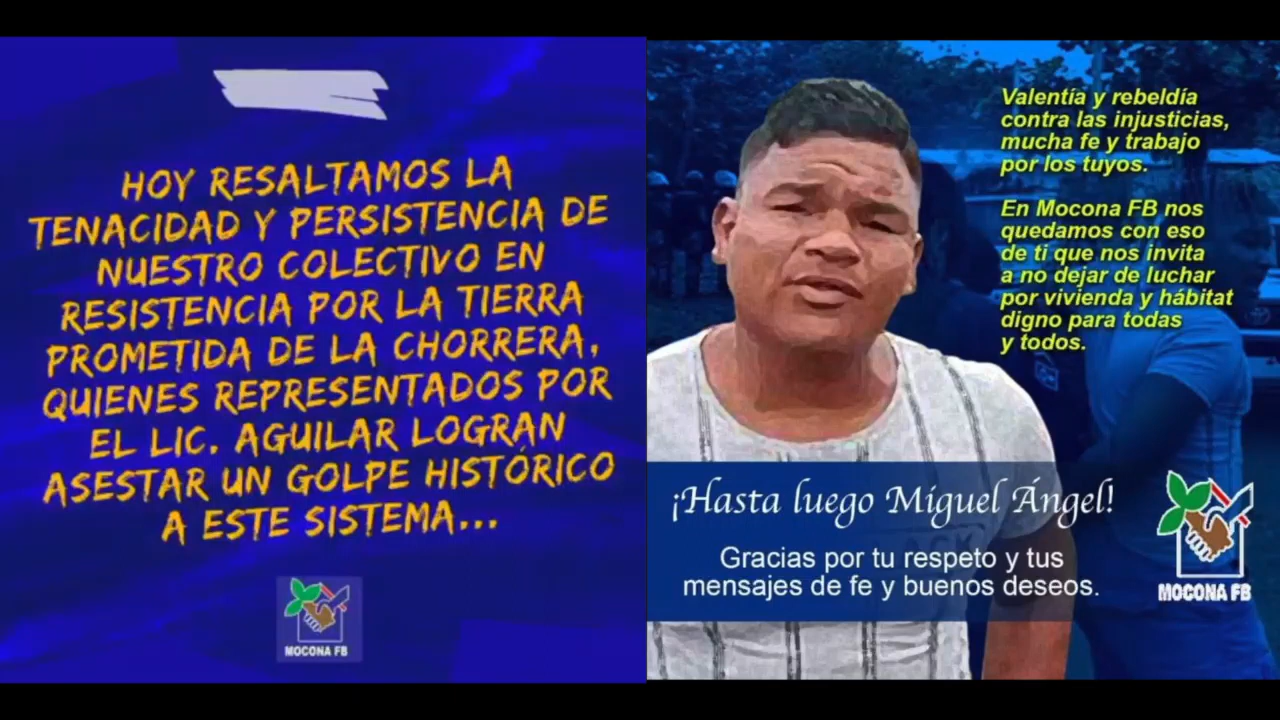 HOY RESALTAMOS LA
TENACIDAD Y PERSISTENCIA DE
NUESTRO COLECTIVO EN
RESISTENCIA POR LA TIERRA
PROMETIDA DE LA CHORRERA,
QUIENES REPRESENTADOS POR
EL LIC. AGUILAR LOGRAN
ASESTAR UN GOLPE HISTÓRICO
A ESTE SISTEMA...
MOCONA FB
Valentía y rebeldía
contra las injusticias,
mucha fe y trabajo
por los tuyos.
En Mocona FB nos
quedamos con eso
de ti que nos invita
a no dejar de luchar
por vivienda y hábitat
digno para todas
y todos.
¡Hasta luego Miguel Ángel!
Gracias por tu respeto y tus
mensajes de fe y buenos deseos.
MOCONA FB